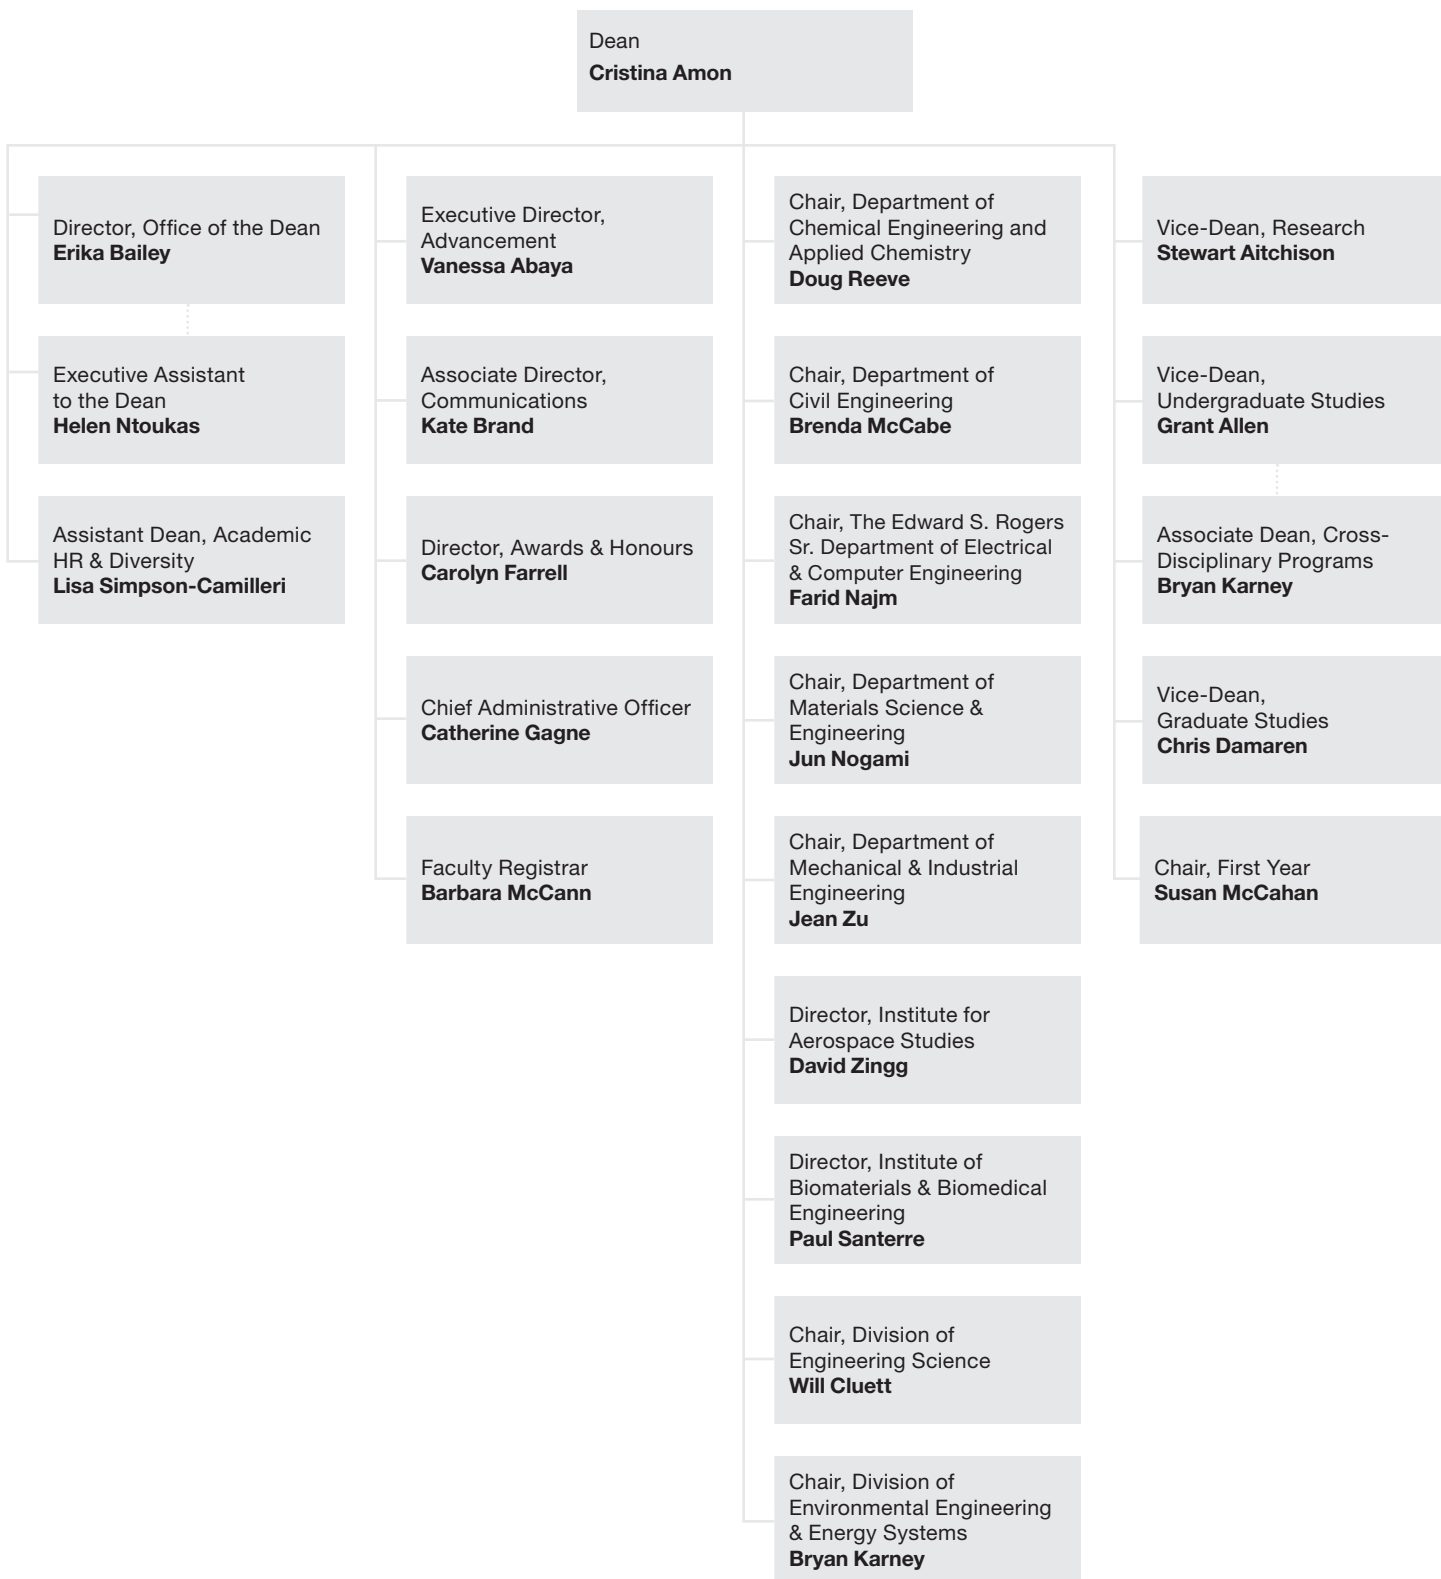 Dean
Cristina Amon
Director, Office of the Dean
Erika Bailey
Executive Assistant
to the Dean
Helen Ntoukas
Assistant Dean, Academic
HR & Diversity
Lisa Simpson-Camilleri
Executive Director,
Advancement
Vanessa Abaya
Associate Director,
Communications
Kate Brand
Director, Awards & Honours
Carolyn Farrell
Chief Administrative Officer
Catherine Gagne
Faculty Registrar
Barbara McCann
Chair, Department of
Chemical Engineering and
Applied Chemistry
Doug Reeve
Chair, Department of
Civil Engineering
Brenda McCabe
Chair, The Edward S. Rogers
Sr. Department of Electrical
& Computer Engineering
Farid Najm
Chair, Department of
Materials Science &
Engineering
Jun Nogami
Chair, Department of
Mechanical & Industrial
Engineering
Jean Zu
Director, Institute for
Aerospace Studies
David Zingg
Director, Institute of
Biomaterials & Biomedical
Engineering
Paul Santerre
Chair, Division of
Engineering Science
Will Cluett
Chair, Division of
Environmental Engineering
& Energy Systems
Bryan Karney
Vice-Dean, Research
Stewart Aitchison
Vice-Dean,
Undergraduate Studies
Grant Allen
Associate Dean, Cross-
Disciplinary Programs
Bryan Karney
Vice-Dean,
Graduate Studies
Chris Damaren
Chair, First Year
Susan McCahan